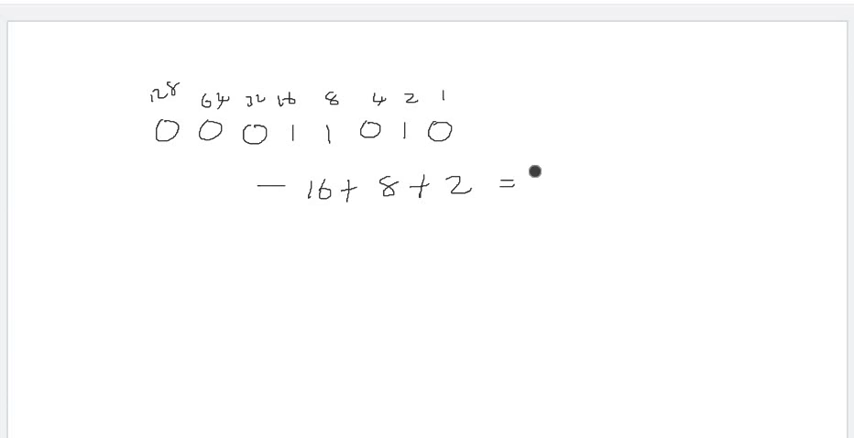 128 64 32 16 8 4 2 1
0 0 0 1 1 0 1 0
— 16 + 8 + 2 =